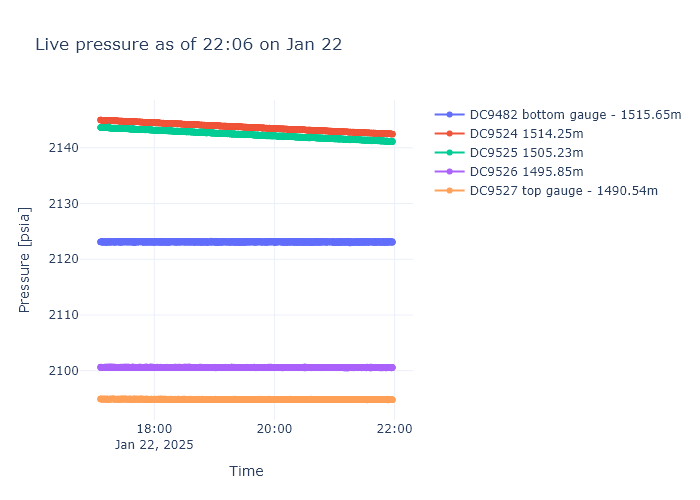 Live pressure as of 22:06 on Jan 22
DC9482 bottom gauge - 1515.65m
DC9524 1514.25m
DC9525 1505.23m
DC9526 1495.85m
DC9527 top gauge - 1490.54m
Pressure [psia]
2140
2130
2120
2110
2100
18:00
Jan 22, 2025
20:00
22:00
Time